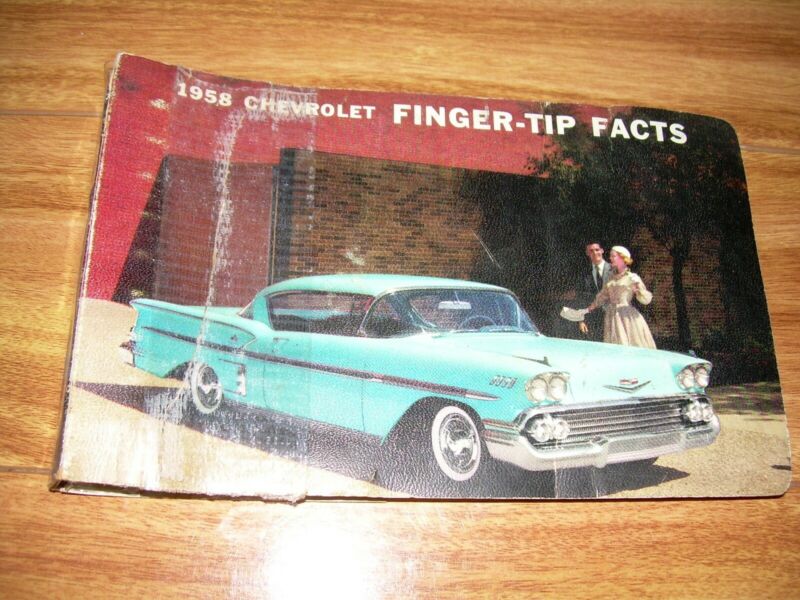 1958 CHEVROLET FINGER-TIP FACTS